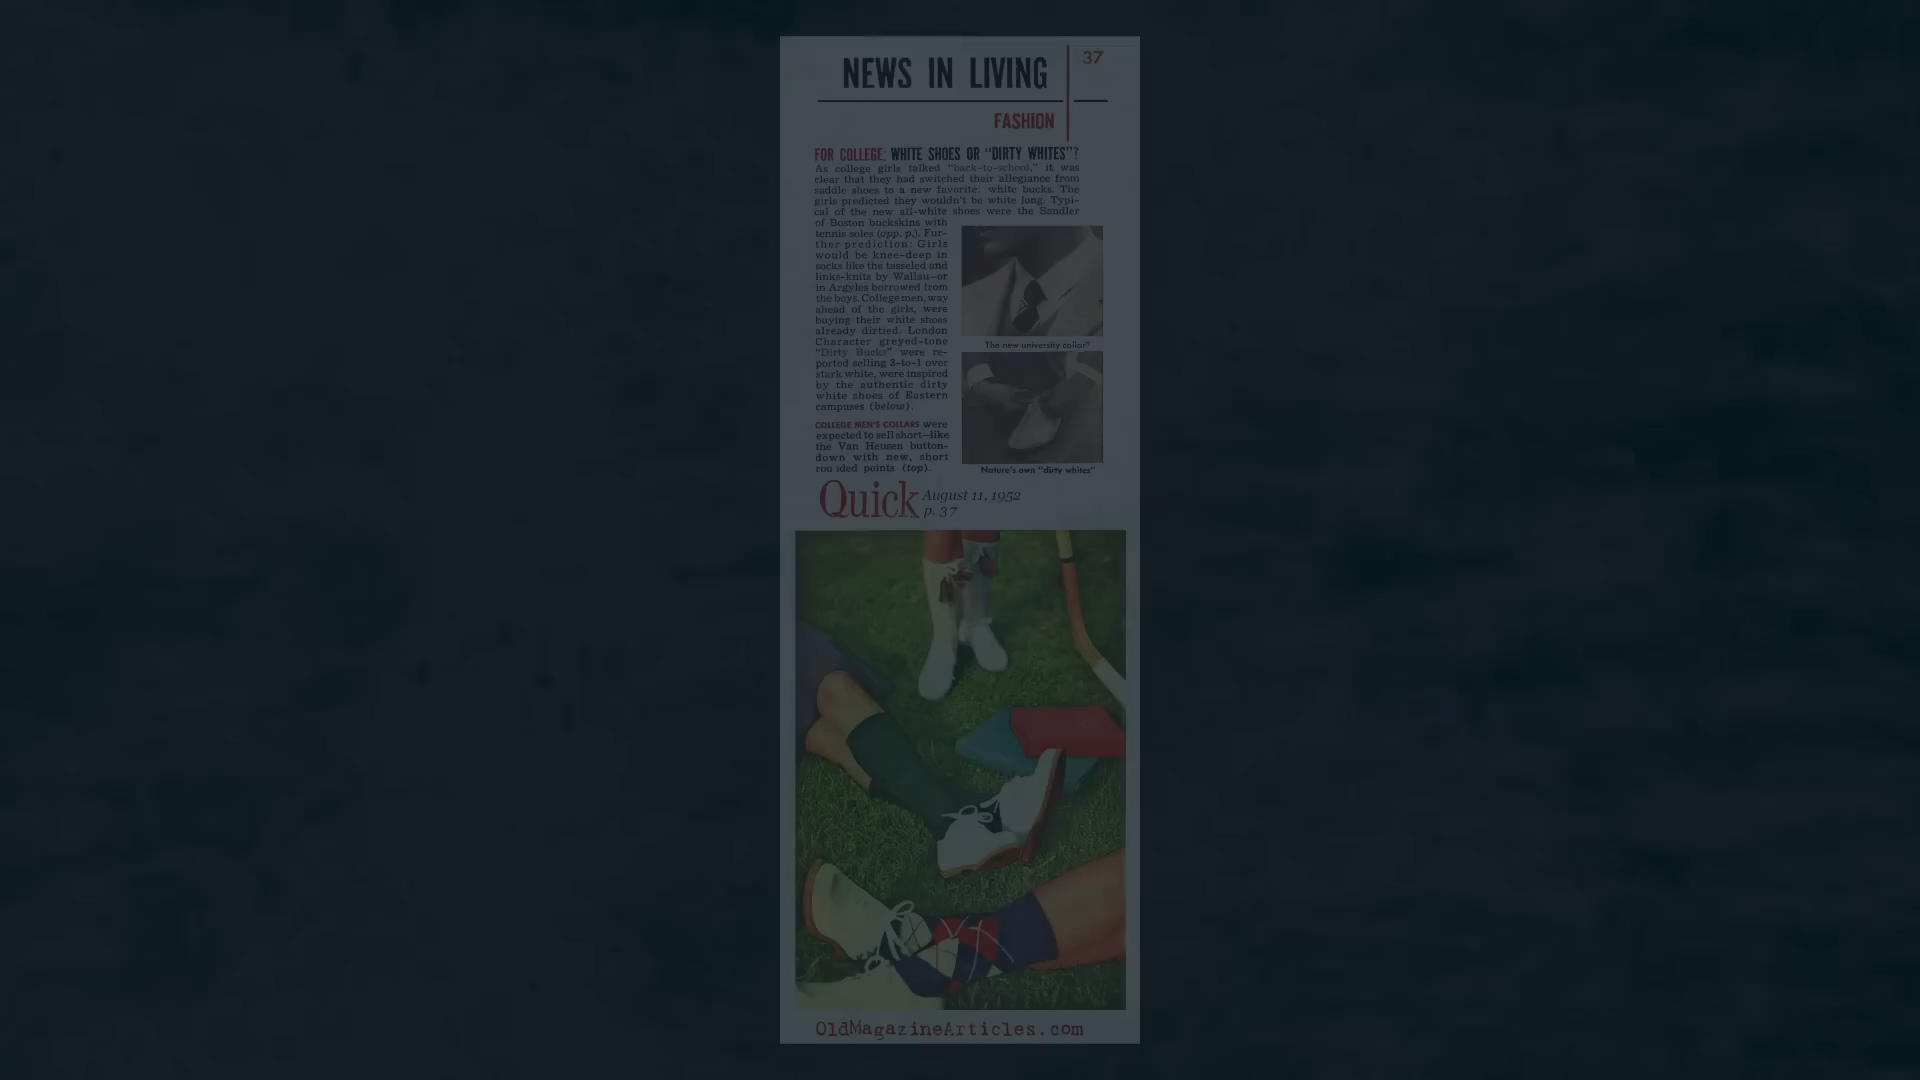 NEWS IN LIVING
37
FASHION
FOR COLLEGE: WHITE SHOES OR "DIRTY WHITES"?
As college girls talked "back-to-school," it was
clear that they had switched their allegiance from
saddle shoes to a new favorite: white bucks. The
girls predicted they wouldn't be white long. Typi-
cal of the new all-white shoes were the Sandler
of Boston buckskins with
tennis soles (opp. p.). Fur-
ther prediction: Girls
would be knee-deep in
socks like the tasseled and
links-knits by Wallau—or
in Argyles borrowed from
the boys. College men, way
ahead of the girls, were
buying their white shoes
already dirtied. London
Character greyed-tone
"Dirty Bucks" were re-
ported selling 3-to-1 over
stark white, were inspired
by the authentic dirty
white shoes of Eastern
campuses (below).
COLLEGE MEN'S COLLARS were
expected to sell short—like
the Van Heusen button-
down with new, short
rounded points (top).
The new university collar?
Nature's own "dirty whites"
Quick August 11, 1952
p. 37
OldMagazineArticles.com